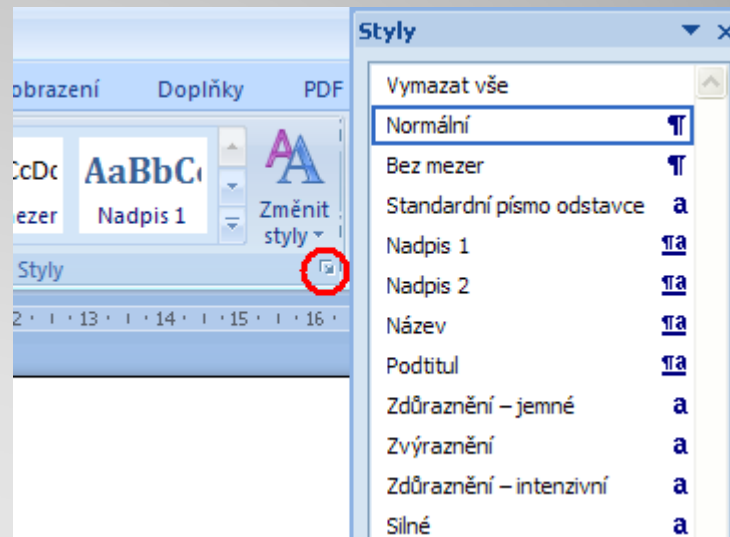 obrazení Doplňky PDF
CcDc AaBbC
ezer Nadpis 1
Změnit
styly
Styly
2 · 13 · 14 · 15 · 16
Styly
Vymazat vše
Normální ¶
Bez mezer ¶
Standardní písmo odstavce a
Nadpis 1 ¶a
Nadpis 2 ¶a
Název ¶a
Podtitul ¶a
Zdůraznění – jemné a
Zvýraznění a
Zdůraznění – intenzivní a
Silné a